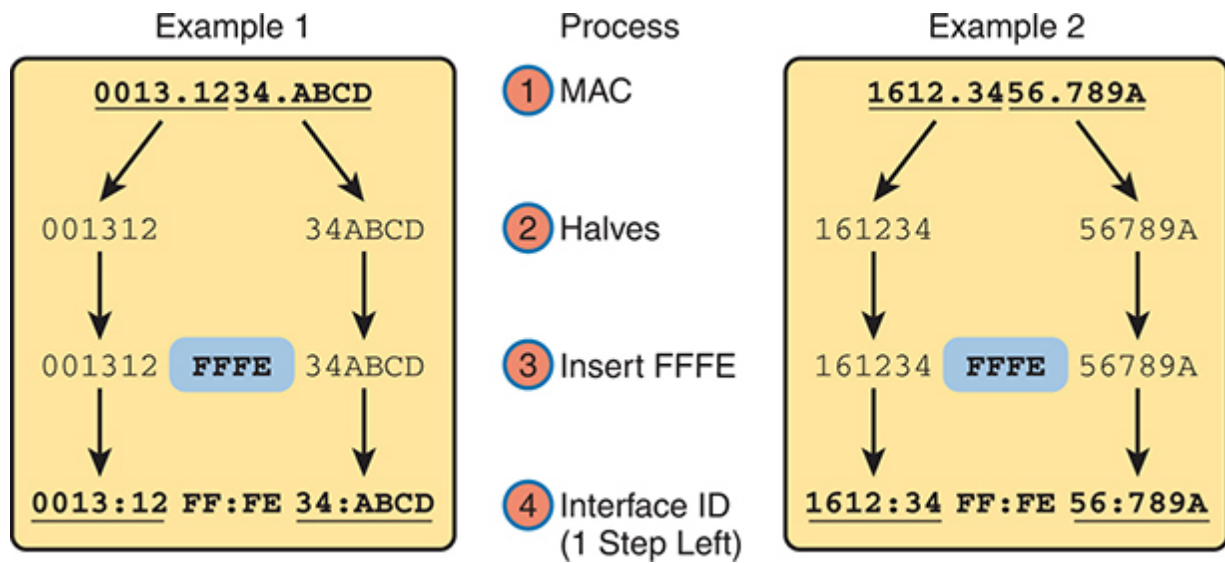 Example 1
Process
Example 2
0013.1234.ABCD
1 MAC
1612.3456.789A
001312 34ABCD
2 Halves
161234 56789A
001312 FFFE 34ABCD
3 Insert FFFE
161234 FFFE 56789A
0013:12 FF:FE 34:ABCD
4 Interface ID
(1 Step Left)
1612:34 FF:FE 56:789A